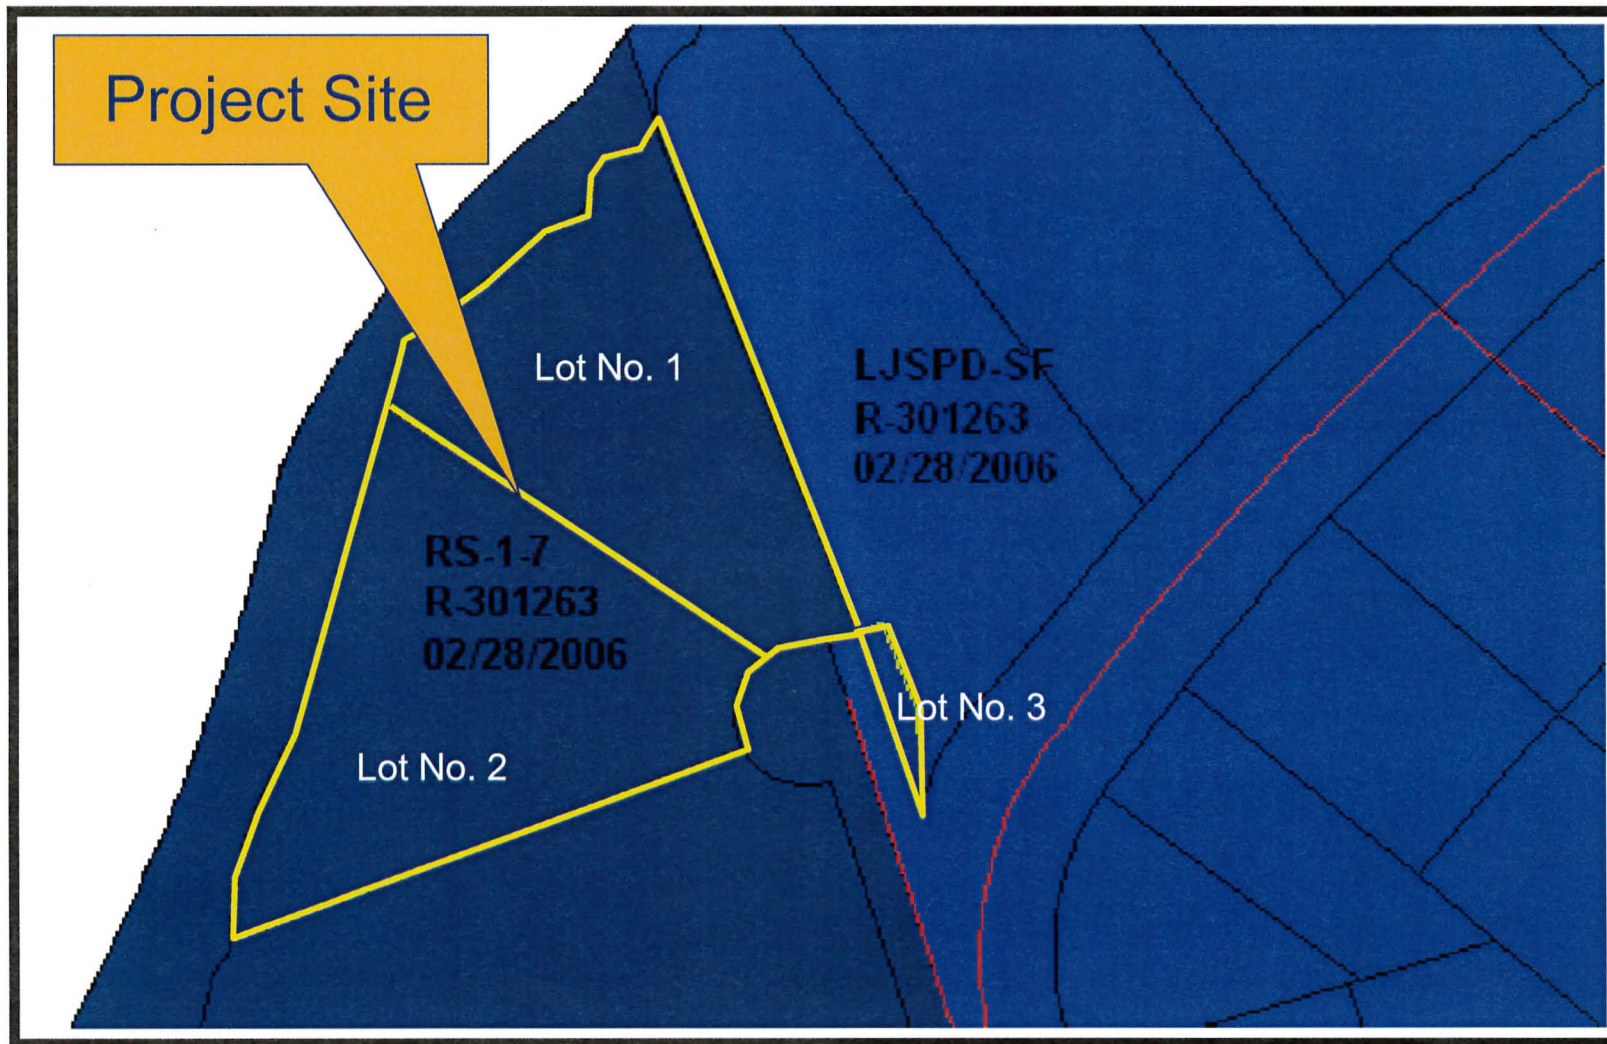 Project Site
Lot No. 1
LJSPD-SF
R-301263
02/28/2006
RS-1-7
R-301263
02/28/2006
Lot No. 3
Lot No. 2